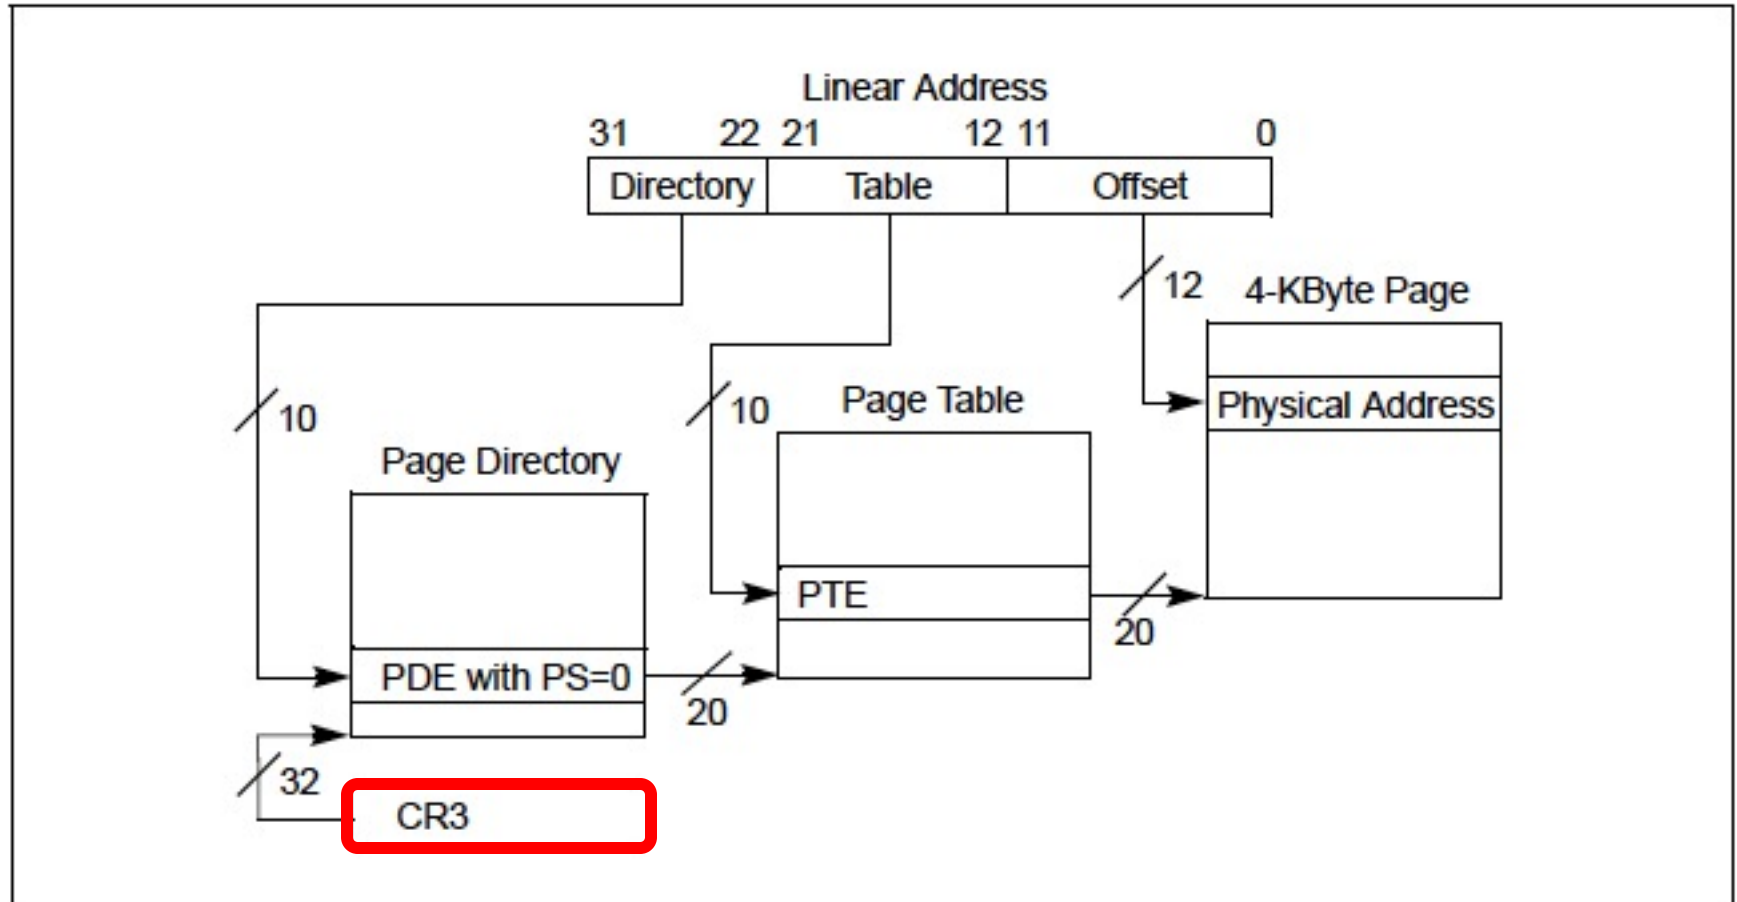 Linear Address
31 22 21 12 11 0
Directory Table Offset
12
4-KByte Page
10
10
Page Table
Physical Address
Page Directory
PTE
20
PDE with PS=0
20
32
CR3